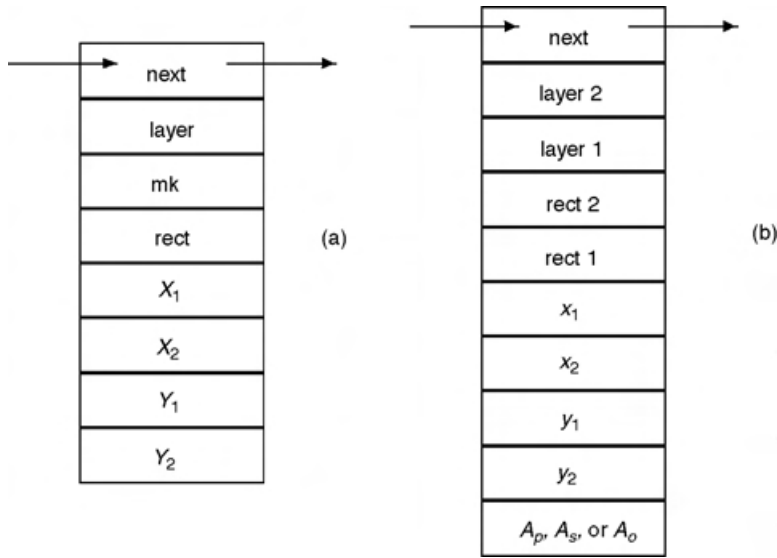 next
layer
mk
rect
X₁
X₂
Y₁
Y₂
(a)
next
layer 2
layer 1
rect 2
rect 1
x₁
x₂
y₁
y₂
Aₚ, Aₛ, or Aₒ
(b)